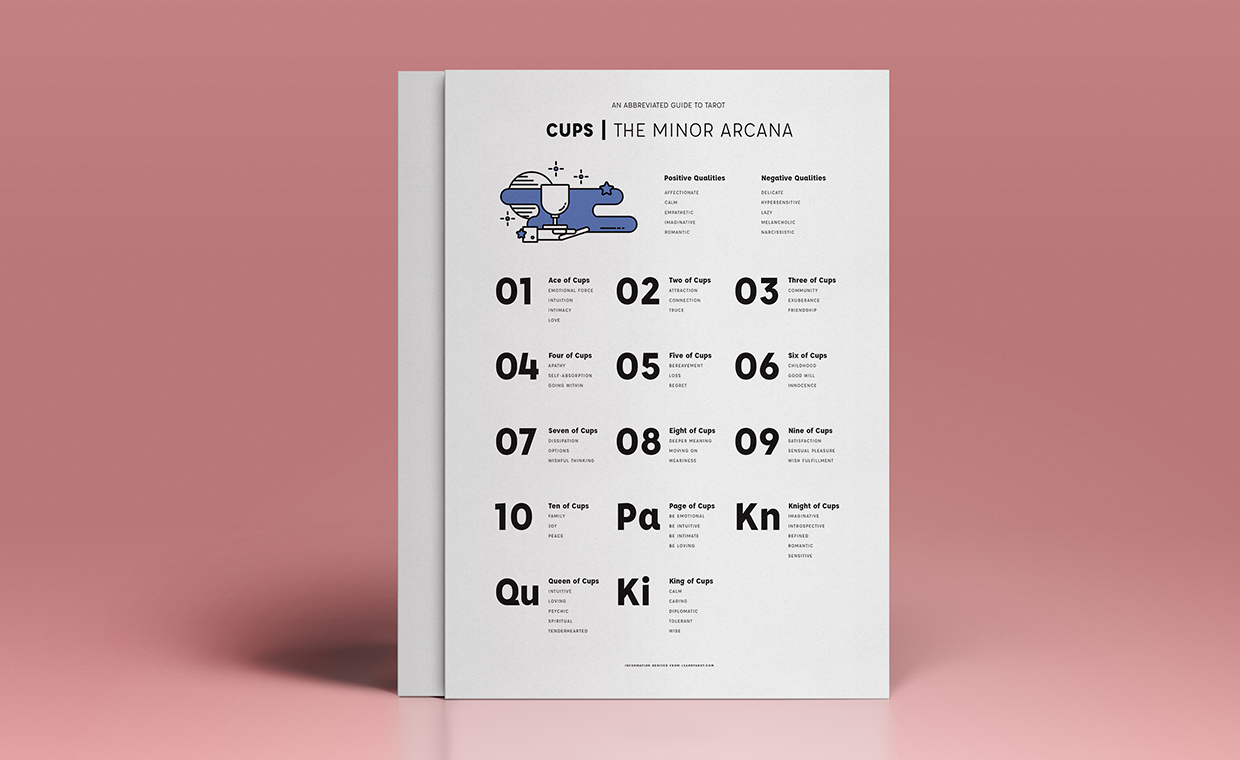 AN ABBREVIATED GUIDE TO TAROT
CUPS | THE MINOR ARCANA
Positive Qualities
AFFECTIONATE
CALM
EMPATHETIC
IMAGINATIVE
ROMANTIC
Negative Qualities
DELICATE
HYPERSENSITIVE
LAZY
MELANCHOLIC
NARCISSISTIC
01
Ace of Cups
EMOTIONAL FORCE
INTUITION
INTIMACY
LOVE
02
Two of Cups
ATTRACTION
CONNECTION
TRUCE
03
Three of Cups
COMMUNITY
EXUBERANCE
FRIENDSHIP
04
Four of Cups
APATHY
SELF-ABSORPTION
GOING WITHIN
05
Five of Cups
BEREAVEMENT
LOSS
REGRET
06
Six of Cups
CHILDHOOD
GOOD WILL
INNOCENCE
07
Seven of Cups
DISSIPATION
OPTIONS
WISHFUL THINKING
08
Eight of Cups
DEEPER MEANING
MOVING ON
WEARINESS
09
Nine of Cups
SATISFACTION
SENSUAL PLEASURE
WISH FULFILLMENT
10
Ten of Cups
FAMILY
JOY
PEACE
Pa
Page of Cups
BE EMOTIONAL
BE INTUITIVE
BE INTIMATE
BE LOVING
Kn
Knight of Cups
IMAGINATIVE
INTROSPECTIVE
REFINED
ROMANTIC
SENSITIVE
Qu
Queen of Cups
INTUITIVE
LOVING
PSYCHIC
SPIRITUAL
TENDERHEARTED
Ki
King of Cups
CALM
CARING
DIPLOMATIC
TOLERANT
WISE
INFORMATION DERIVED FROM LEARNTAROT.COM